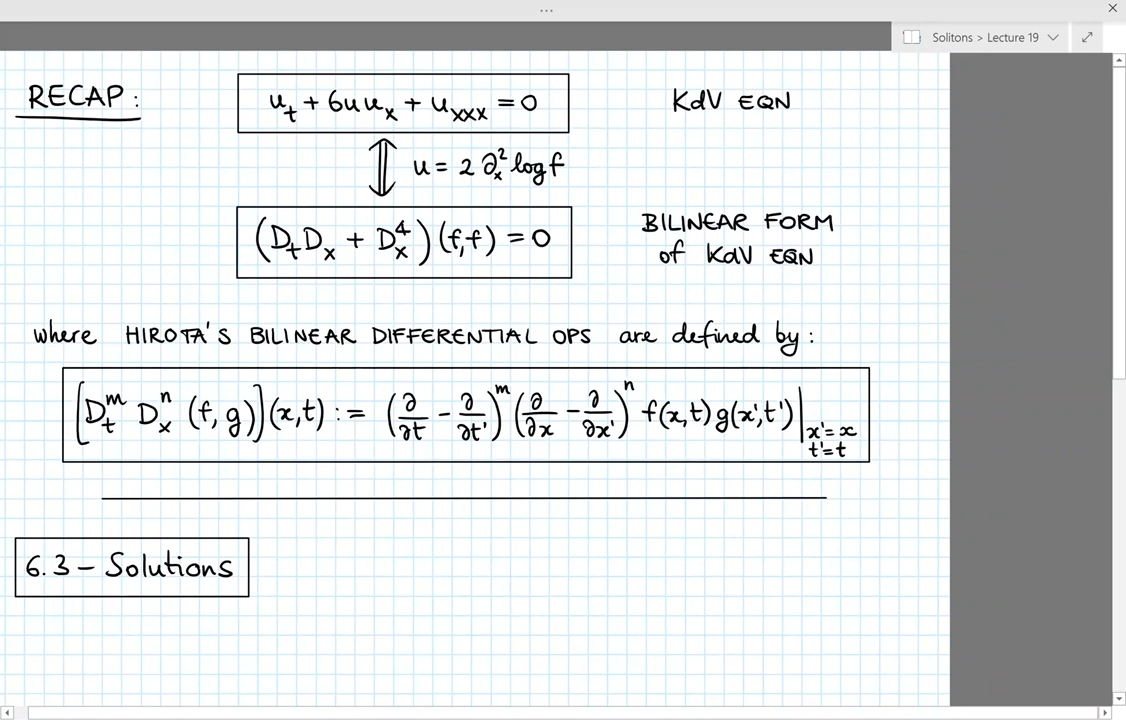 Solitons > Lecture 19
RECAP: u_t + 6uu_x + u_xxx = 0 KdV EQN
⇕ u = 2 ∂_x^2 log f
(D_t D_x + D_x^4)(f,f) = 0 BILINEAR FORM
of KdV EQN
where HIROTA'S BILINEAR DIFFERENTIAL OPS are defined by:
[D_t^m D_x^n (f,g)](x,t) := (∂/∂t - ∂/∂t')^m (∂/∂x - ∂/∂x')^n f(x,t) g(x',t') |_{x'=x, t'=t}
6.3 - Solutions